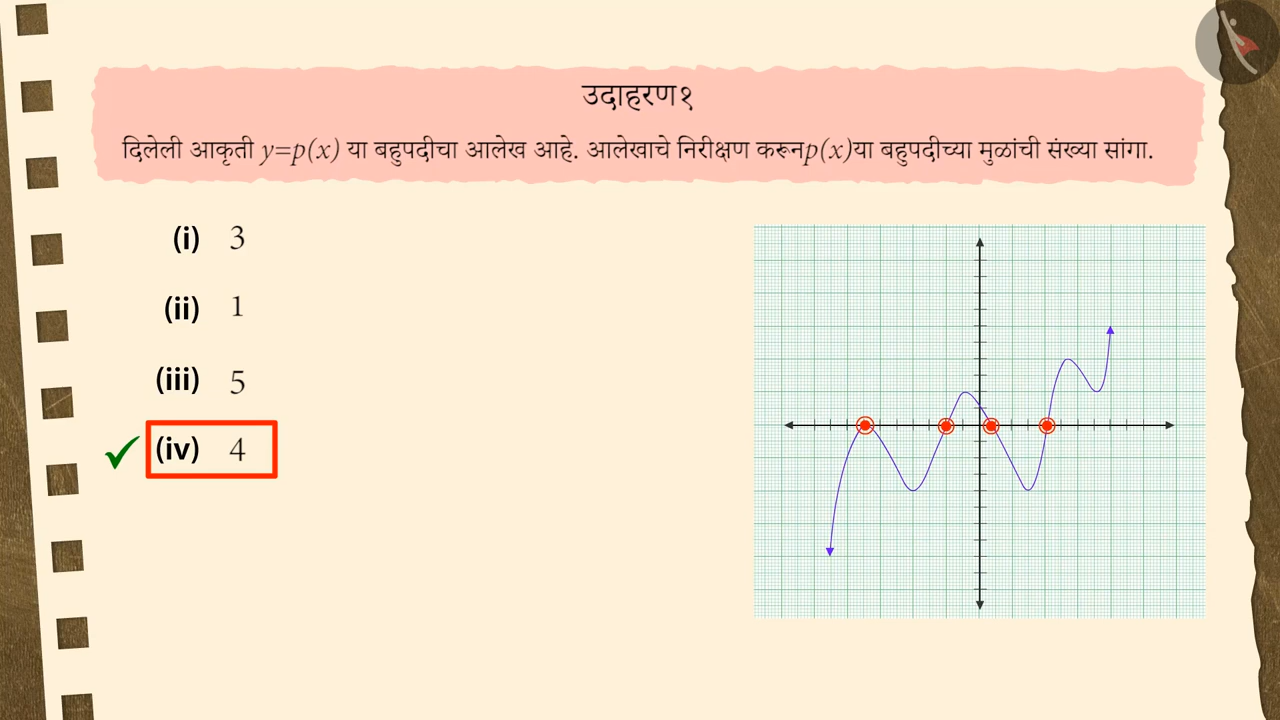 उदाहरण१
दिलेली आकृती y=p(x) या बहुपदीचा आलेख आहे. आलेखाचे निरीक्षण करूनp(x)या बहुपदीच्या मुळांची संख्या सांगा.
(i) 3
(ii) 1
(iii) 5
(iv) 4